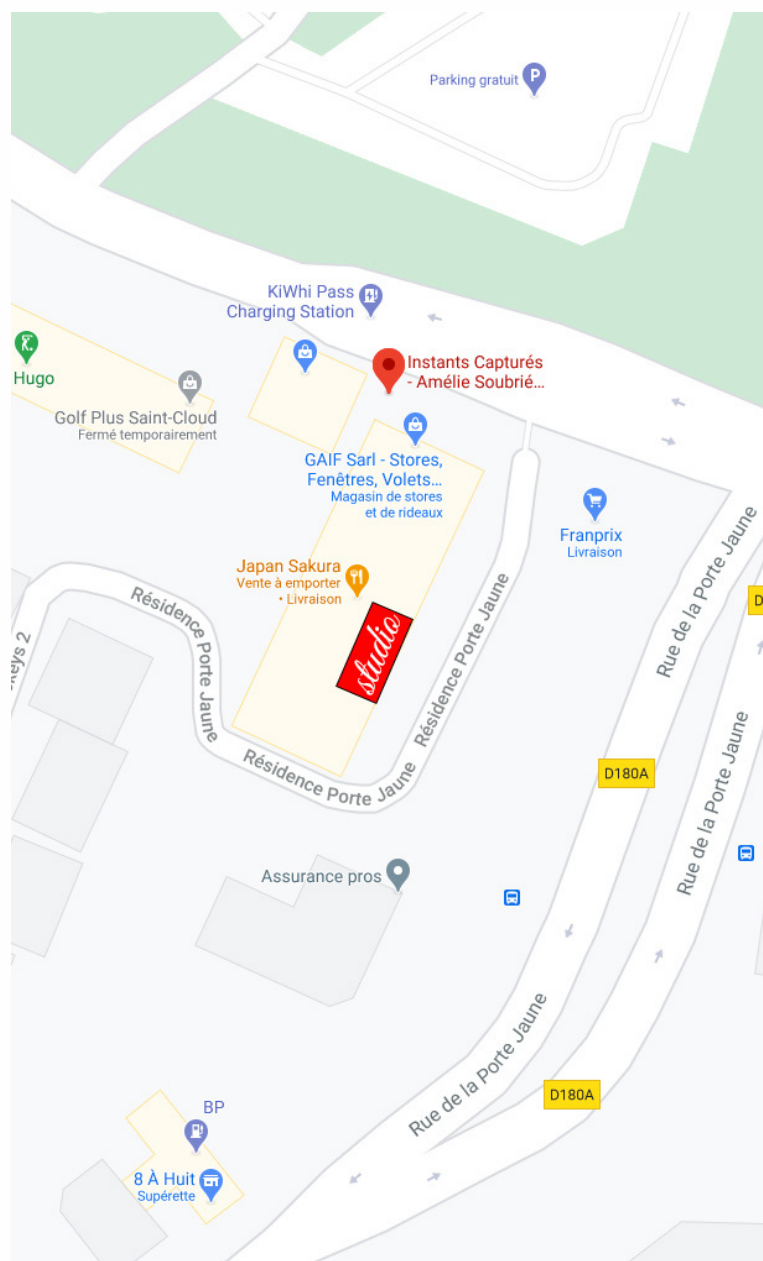 Parking gratuit
P
KiWhi Pass
Charging Station
Hugo
Instants Capturés
- Amélie Soubrié...
Golf Plus Saint-Cloud
Fermé temporairement
GAIF Sarl - Stores,
Fenêtres, Volets...
Magasin de stores
et de rideaux
Franprix
Livraison
Rue de la Porte Jaune
Japan Sakura
Vente à emporter
• Livraison
D
Résidence Porte Jaune
Résidence Porte Jaune
studio
keys 2
Résidence Porte Jaune
D180A
Rue de la Porte Jaune
Assurance pros
Rue de la Porte Jaune
D180A
BP
8 À Huit
Supérette